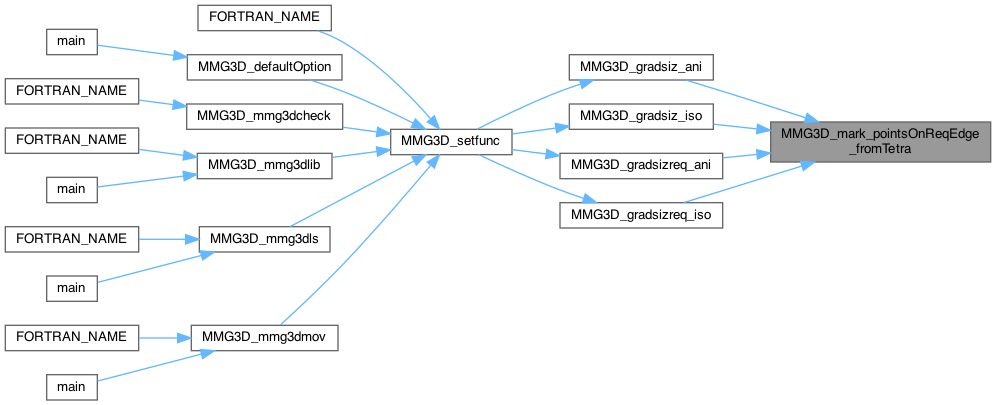 FORTRAN_NAME
main
MMG3D_defaultOption
MMG3D_gradsiz_ani
FORTRAN_NAME
MMG3D_mmg3dcheck
MMG3D_gradsiz_iso
MMG3D_setfunc
MMG3D_mark_pointsOnReqEdge
_fromTetra
FORTRAN_NAME
MMG3D_mmg3dlib
MMG3D_gradsizreq_ani
main
MMG3D_gradsizreq_iso
FORTRAN_NAME
MMG3D_mmg3dls
main
FORTRAN_NAME
MMG3D_mmg3dmov
main